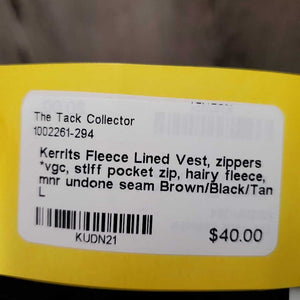 The Tack Collector
1002261-294
Kerrits Fleece Lined Vest, zippers
*vgc, stiff pocket zip, hairy fleece,
mnr undone seam Brown/Black/Tan
L
KUDN21
$40.00